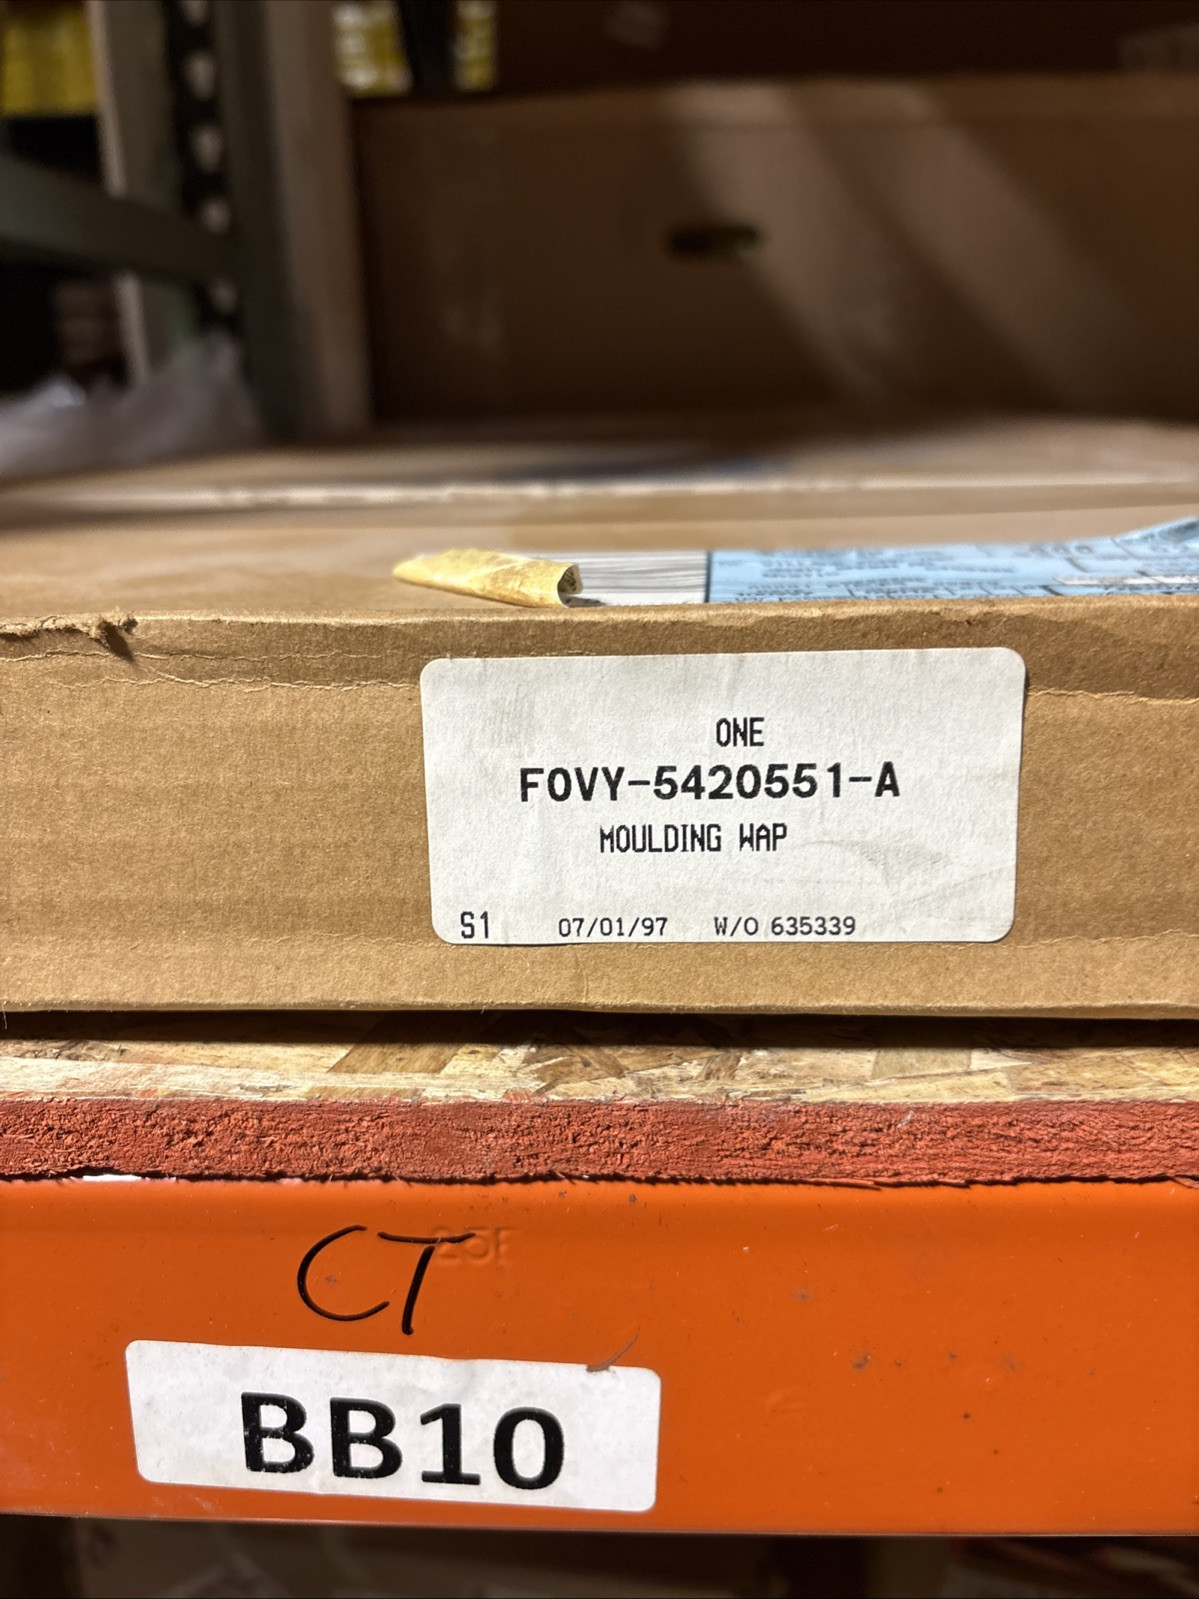 ONE
F0VY-5420551-A
MOULDING WAP
S1 07/01/97 W/O 635339
CT
BB10